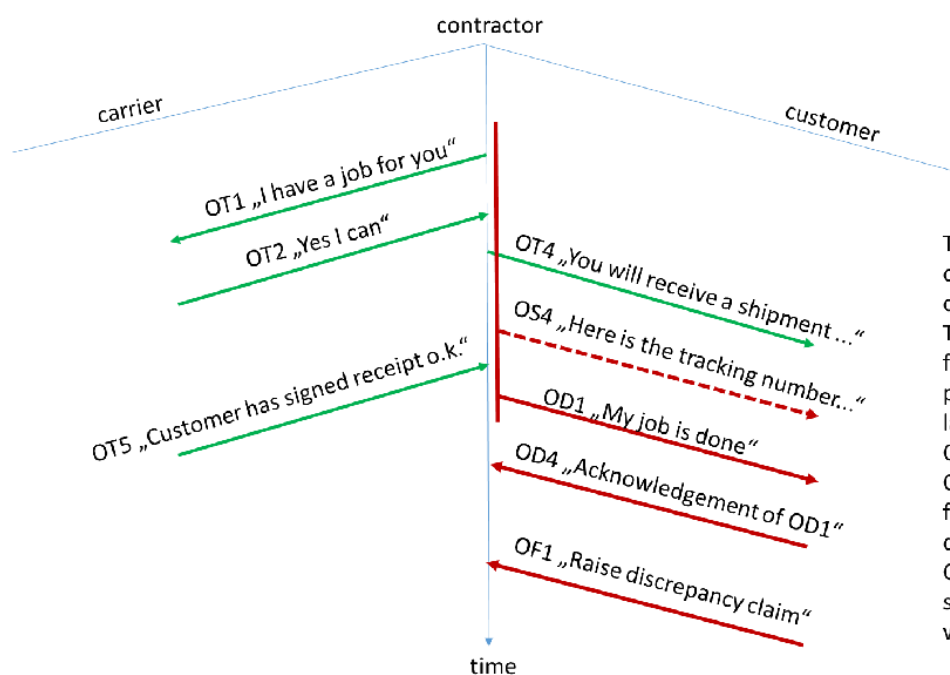 contractor
carrier
customer
OT1 „I have a job for you“
OT2 „Yes I can“
OT4 „You will receive a shipment ...“
OS4 „Here is the tracking number...“
OT5 „Customer has signed receipt o.k.“
OD1 „My job is done“
OD4 „Acknowledgement of OD1“
OF1 „Raise discrepancy claim“
time